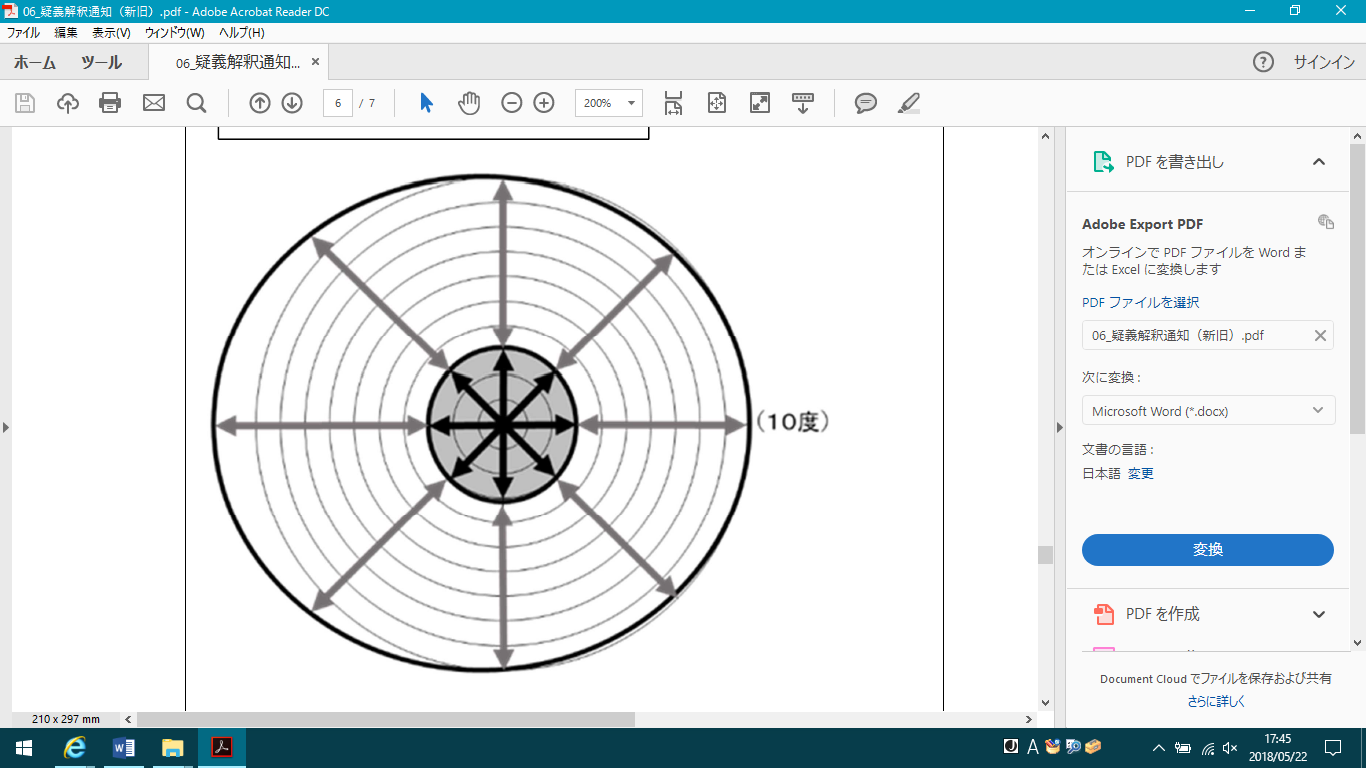 06_疑義解釈通知（新旧）.pdf - Adobe Acrobat Reader DC
ファイル 編集 表示(V) ウィンドウ(W) ヘルプ(H)
ホーム ツール 06_疑義解釈通知... × サインイン
6 / 7 200%
PDF を書き出し
Adobe Export PDF
オンラインで PDF ファイルを Word ま
たは Excel に変換します
PDF ファイルを選択
06_疑義解釈通知（新旧）.pdf
次に変換 :
Microsoft Word (*.docx)
文書の言語 :
日本語 変更
変換
PDF を作成
Document Cloud でファイルを保存および共有
さらに詳しく
（10度）
210 x 297 mm
A
17:45
2018/05/22